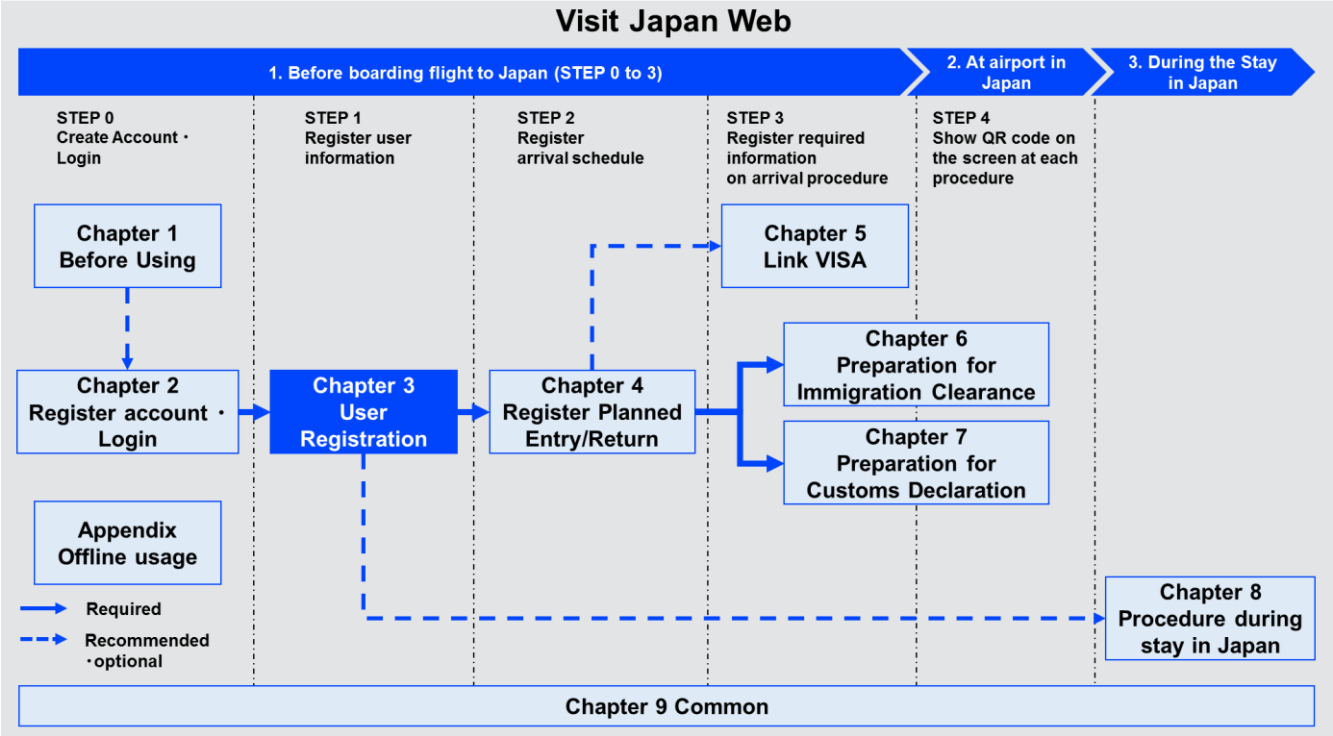 Visit Japan Web
1. Before boarding flight to Japan (STEP 0 to 3)
2. At airport in
Japan
3. During the Stay
in Japan
STEP 0
Create Account・
Login
STEP 1
Register user
information
STEP 2
Register
arrival schedule
STEP 3
Register required
information
on arrival procedure
STEP 4
Show QR code on
the screen at each
procedure
Chapter 1
Before Using
Chapter 5
Link VISA
Chapter 2
Register account・
Login
Chapter 3
User
Registration
Chapter 4
Register Planned
Entry/Return
Chapter 6
Preparation for
Immigration Clearance
Chapter 7
Preparation for
Customs Declaration
Appendix
Offline usage
Required
Recommended
・optional
Chapter 8
Procedure during
stay in Japan
Chapter 9 Common